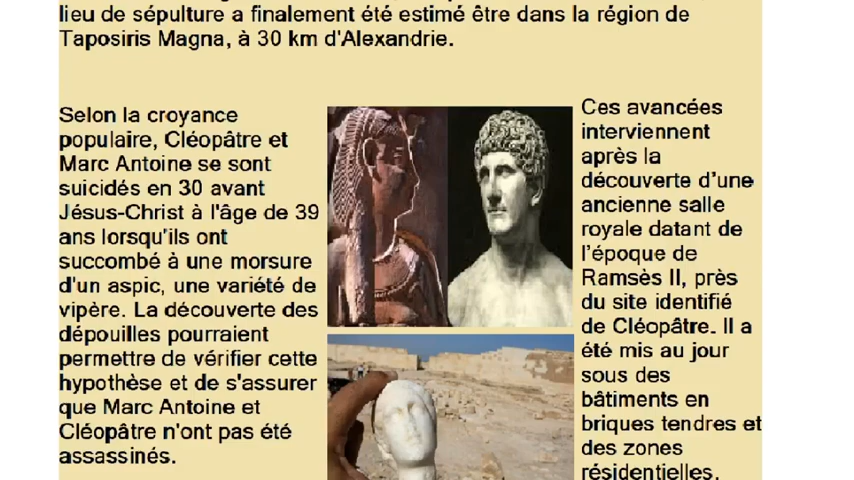 lieu de sépulture a finalement été estimé être dans la région de
Taposiris Magna, à 30 km d'Alexandrie.
Selon la croyance
populaire, Cléopâtre et
Marc Antoine se sont
suicidés en 30 avant
Jésus-Christ à l'âge de 39
ans lorsqu'ils ont
succombé à une morsure
d'un aspic, une variété de
vipère. La découverte des
dépouilles pourraient
permettre de vérifier cette
hypothèse et de s'assurer
que Marc Antoine et
Cléopâtre n'ont pas été
assassinés.
Ces avancées
interviennent
après la
découverte d'une
ancienne salle
royale datant de
l'époque de
Ramsès II, près
du site identifié
de Cléopâtre. Il a
été mis au jour
sous des
bâtiments en
briques tendres et
des zones
résidentielles.